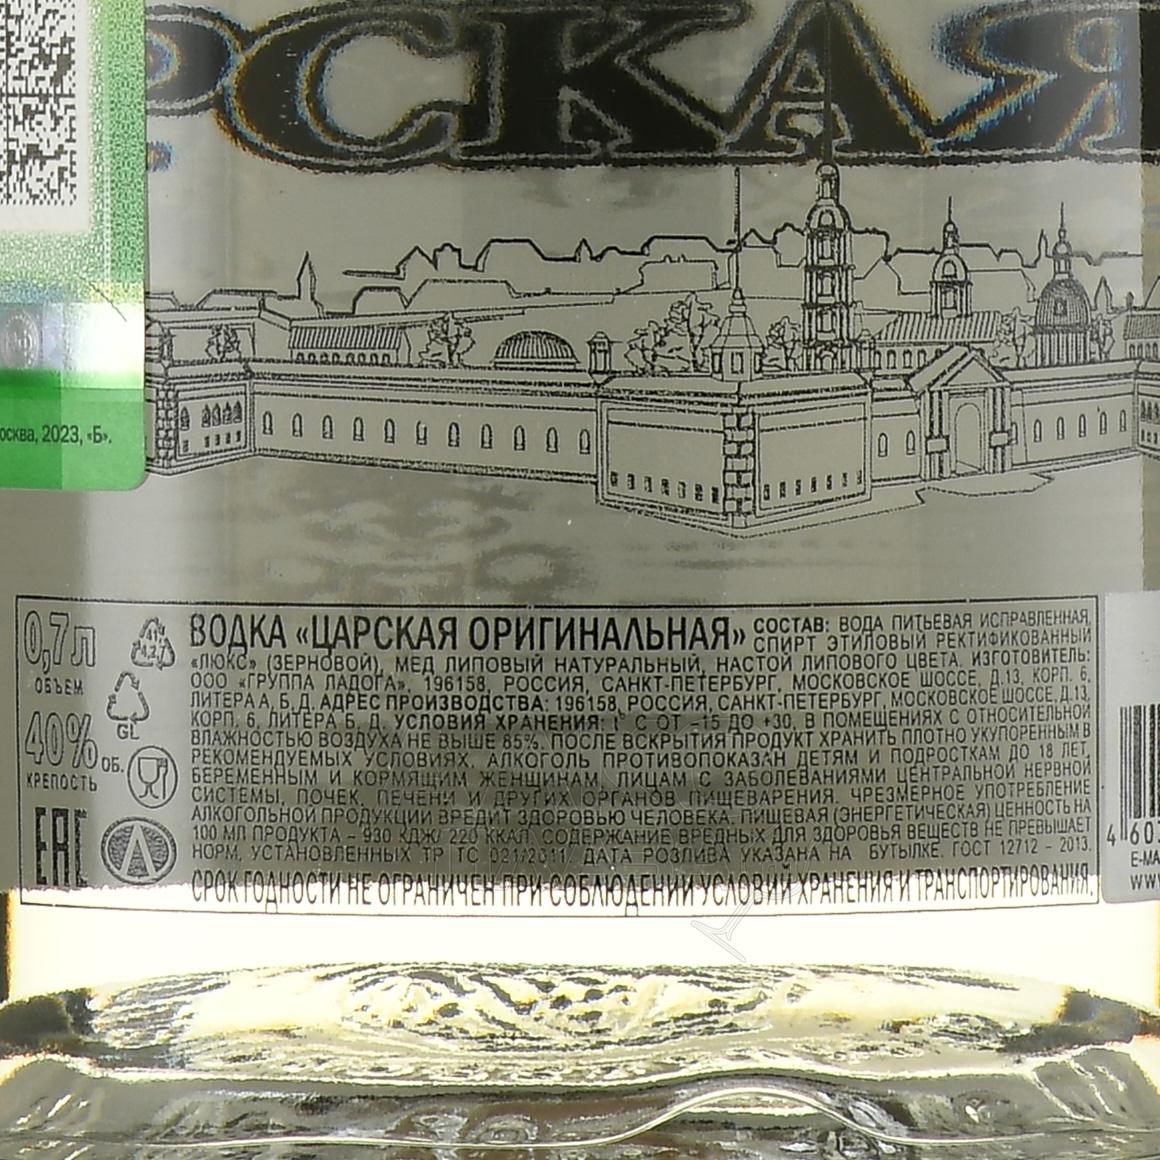 РСКАЯ
осква, 2023, «Б».
0,7 л
ОБЪЕМ
40% ОБ.
КРЕПОСТЬ
GL
EAC
ВОДКА «ЦАРСКАЯ ОРИГИНАЛЬНАЯ» СОСТАВ: ВОДА ПИТЬЕВАЯ ИСПРАВЛЕННАЯ,
СПИРТ ЭТИЛОВЫЙ РЕКТИФИКОВАННЫЙ
«ЛЮКС» (ЗЕРНОВОЙ), МЕД ЛИПОВЫЙ НАТУРАЛЬНЫЙ, НАСТОЙ ЛИПОВОГО ЦВЕТА. ИЗГОТОВИТЕЛЬ:
ООО «ГРУППА ЛАДОГА», 196158, РОССИЯ, САНКТ-ПЕТЕРБУРГ, МОСКОВСКОЕ ШОССЕ, Д.13, КОРП. 6,
ЛИТЕРА А, Б, Д. АДРЕС ПРОИЗВОДСТВА: 196158, РОССИЯ, САНКТ-ПЕТЕРБУРГ, МОСКОВСКОЕ ШОССЕ, Д.13,
КОРП. 6, ЛИТЕРА Б, Д. УСЛОВИЯ ХРАНЕНИЯ: t° С ОТ -15 ДО +30, В ПОМЕЩЕНИЯХ С ОТНОСИТЕЛЬНОЙ
ВЛАЖНОСТЬЮ ВОЗДУХА НЕ ВЫШЕ 85%. ПОСЛЕ ВСКРЫТИЯ ПРОДУКТ ХРАНИТЬ ПЛОТНО УКУПОРЕННЫМ В
РЕКОМЕНДУЕМЫХ УСЛОВИЯХ. АЛКОГОЛЬ ПРОТИВОПОКАЗАН ДЕТЯМ И ПОДРОСТКАМ ДО 18 ЛЕТ,
БЕРЕМЕННЫМ И КОРМЯЩИМ ЖЕНЩИНАМ, ЛИЦАМ С ЗАБОЛЕВАНИЯМИ ЦЕНТРАЛЬНОЙ НЕРВНОЙ
СИСТЕМЫ, ПОЧЕК, ПЕЧЕНИ И ДРУГИХ ОРГАНОВ ПИЩЕВАРЕНИЯ. ЧРЕЗМЕРНОЕ УПОТРЕБЛЕНИЕ
АЛКОГОЛЬНОЙ ПРОДУКЦИИ ВРЕДИТ ЗДОРОВЬЮ ЧЕЛОВЕКА. ПИЩЕВАЯ (ЭНЕРГЕТИЧЕСКАЯ) ЦЕННОСТЬ НА
100 МЛ ПРОДУКТА – 930 КДЖ/ 220 ККАЛ. СОДЕРЖАНИЕ ВРЕДНЫХ ДЛЯ ЗДОРОВЬЯ ВЕЩЕСТВ НЕ ПРЕВЫШАЕТ
НОРМ, УСТАНОВЛЕННЫХ ТР ТС 021/2011. ДАТА РОЗЛИВА УКАЗАНА НА БУТЫЛКЕ. ГОСТ 12712 - 2013.
СРОК ГОДНОСТИ НЕ ОГРАНИЧЕН ПРИ СОБЛЮДЕНИИ УСЛОВИЙ ХРАНЕНИЯ И ТРАНСПОРТИРОВАНИЯ.
4 60
E-MA
WW